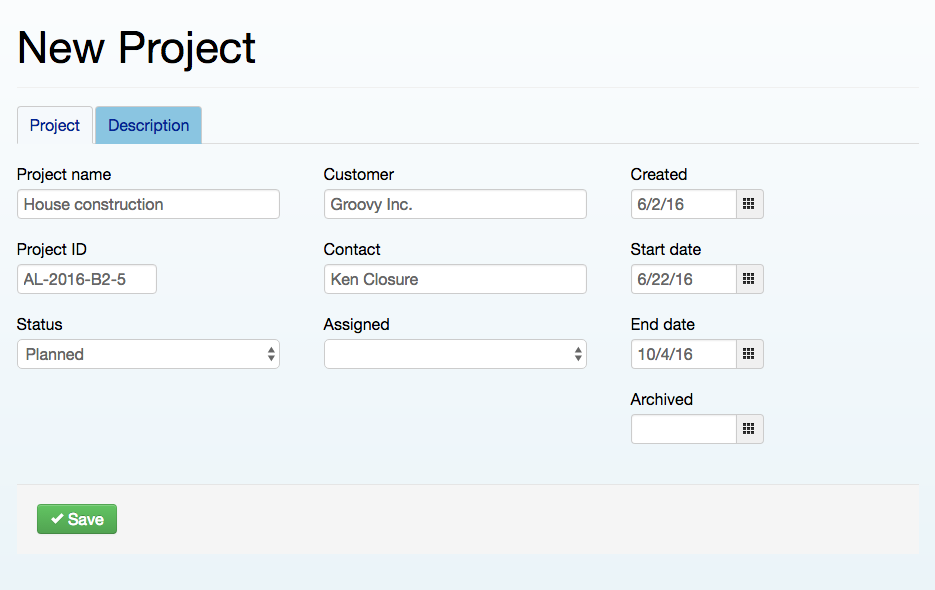 New Project
Project Description
Project name Customer Created
House construction Groovy Inc. 6/2/16
Project ID Contact Start date
AL-2016-B2-5 Ken Closure 6/22/16
Status Assigned End date
Planned 10/4/16
Archived
Save